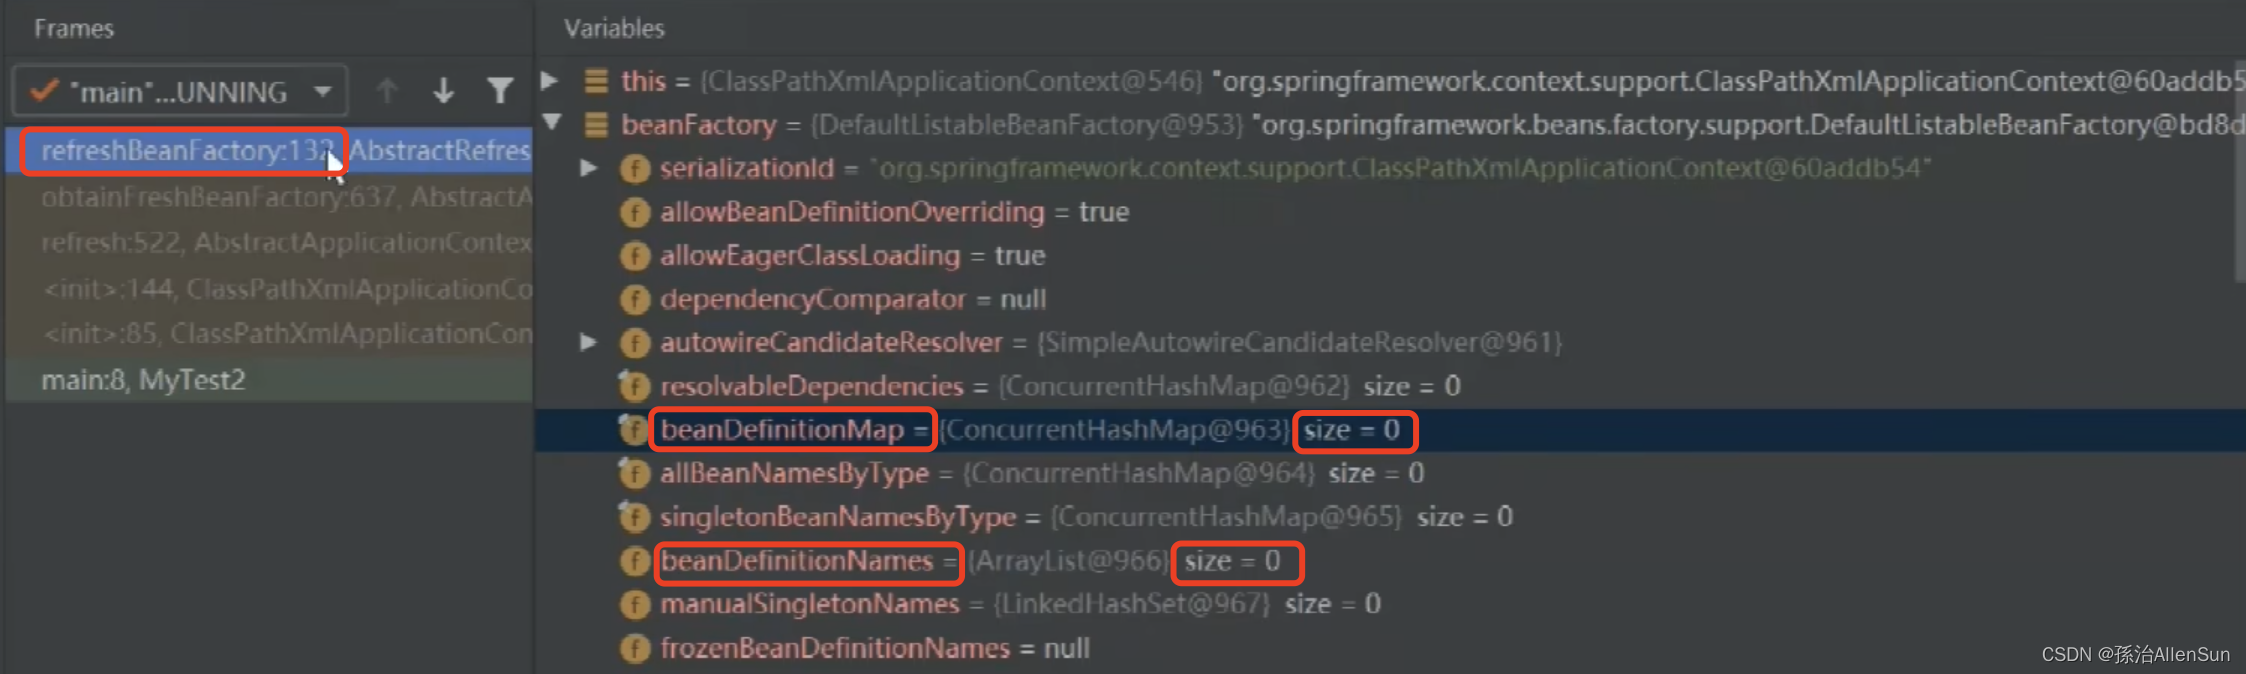 Frames
"main"...UNNING
refreshBeanFactory:132, AbstractRefres
obtainFreshBeanFactory:637, AbstractA
refresh:522, AbstractApplicationContex
<init>:144, ClassPathXmlApplicationCo
<init>:85, ClassPathXmlApplicationCon
main:8, MyTest2
Variables
this = {ClassPathXmlApplicationContext@546} "org.springframework.context.support.ClassPathXmlApplicationContext@60addb5
beanFactory = {DefaultListableBeanFactory@953} "org.springframework.beans.factory.support.DefaultListableBeanFactory@bd8d
f serializationId = "org.springframework.context.support.ClassPathXmlApplicationContext@60addb54"
f allowBeanDefinitionOverriding = true
f allowEagerClassLoading = true
f dependencyComparator = null
f autowireCandidateResolver = {SimpleAutowireCandidateResolver@961}
f resolvableDependencies = {ConcurrentHashMap@962} size = 0
f beanDefinitionMap = {ConcurrentHashMap@963} size = 0
f allBeanNamesByType = {ConcurrentHashMap@964} size = 0
f singletonBeanNamesByType = {ConcurrentHashMap@965} size = 0
f beanDefinitionNames = {ArrayList@966} size = 0
f manualSingletonNames = {LinkedHashSet@967} size = 0
f frozenBeanDefinitionNames = null
CSDN @孫治AllenSun